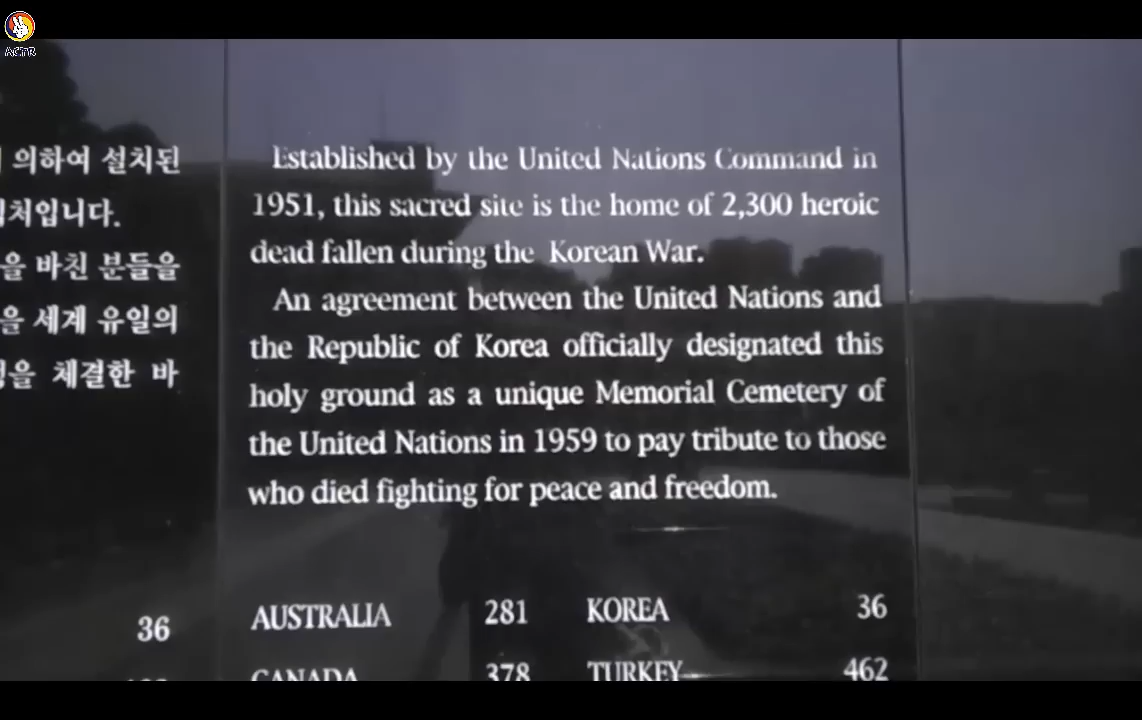 ACTR
의하여 설치된
처입니다.
을 바친 분들을
을 세계 유일의
을 체결한 바
36
Established by the United Nations Command in
1951, this sacred site is the home of 2,300 heroic
dead fallen during the Korean War.
An agreement between the United Nations and
the Republic of Korea officially designated this
holy ground as a unique Memorial Cemetery of
the United Nations in 1959 to pay tribute to those
who died fighting for peace and freedom.
AUSTRALIA 281 KOREA 36
CANADA 378 TURKEY 462